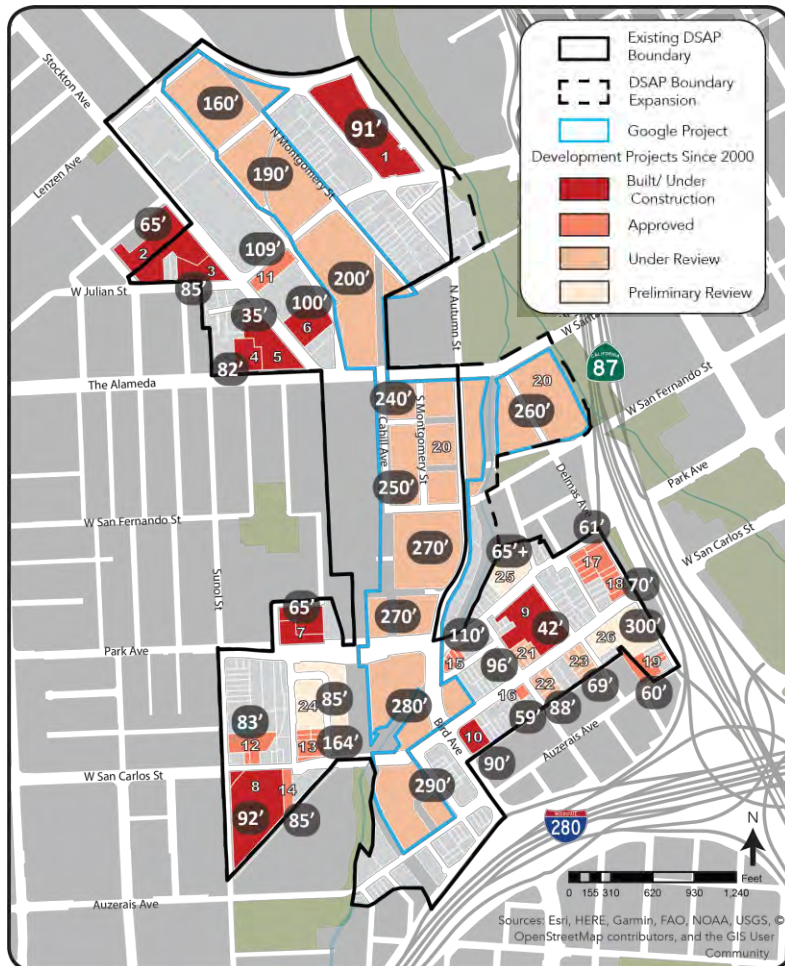 Existing DSAP
Boundary
DSAP Boundary
Expansion
Google Project
Development Projects Since 2000
Built/ Under
Construction
Approved
Under Review
Preliminary Review
Stockton Ave
Lenzen Ave
160'
N Montgomery St
91'
1
190'
65'
2
3
109'
11
200'
W Julian St
85'
100'
6
35'
4
5
82'
N Autumn St
W
CALIFORNIA
87
The Alameda
20
260'
W San Fernando St
240'
S Montgomery St
Cahill Ave
20
Delmas Ave
Park Ave
250'
W San Fernando St
W San Carlos St
270'
65'+
25
61'
17
18
70'
Sunol St
65'
7
270'
9
42'
110'
15
300'
26
Park Ave
96'
21
23
19
85'
24
280'
16
22
69'
60'
83'
12
59'
88'
13
164'
Bird Ave
10
Auzerais Ave
W San Carlos St
90'
8
14
290'
92'
85'
INTERSTATE
280
N
Feet
0 155 310 620 930 1,240
Auzerais Ave
Sources: Esri, HERE, Garmin, FAO, NOAA, USGS, ©
OpenStreetMap contributors, and the GIS User
Community